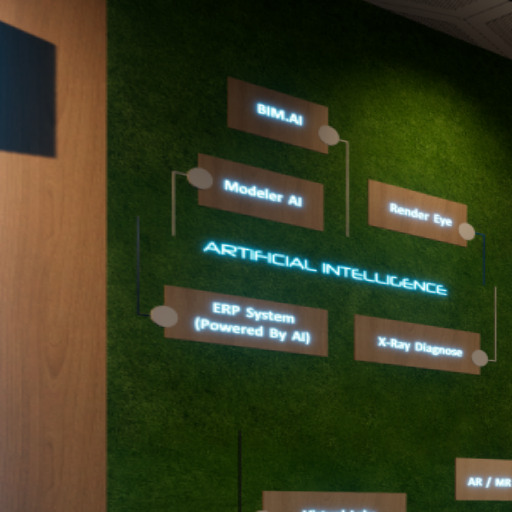 BIM.AI
Modeler AI
Render Eye
ARTIFICIAL INTELLIGENCE
ERP System
(Powered By AI)
X-Ray Diagnose
AR / MR